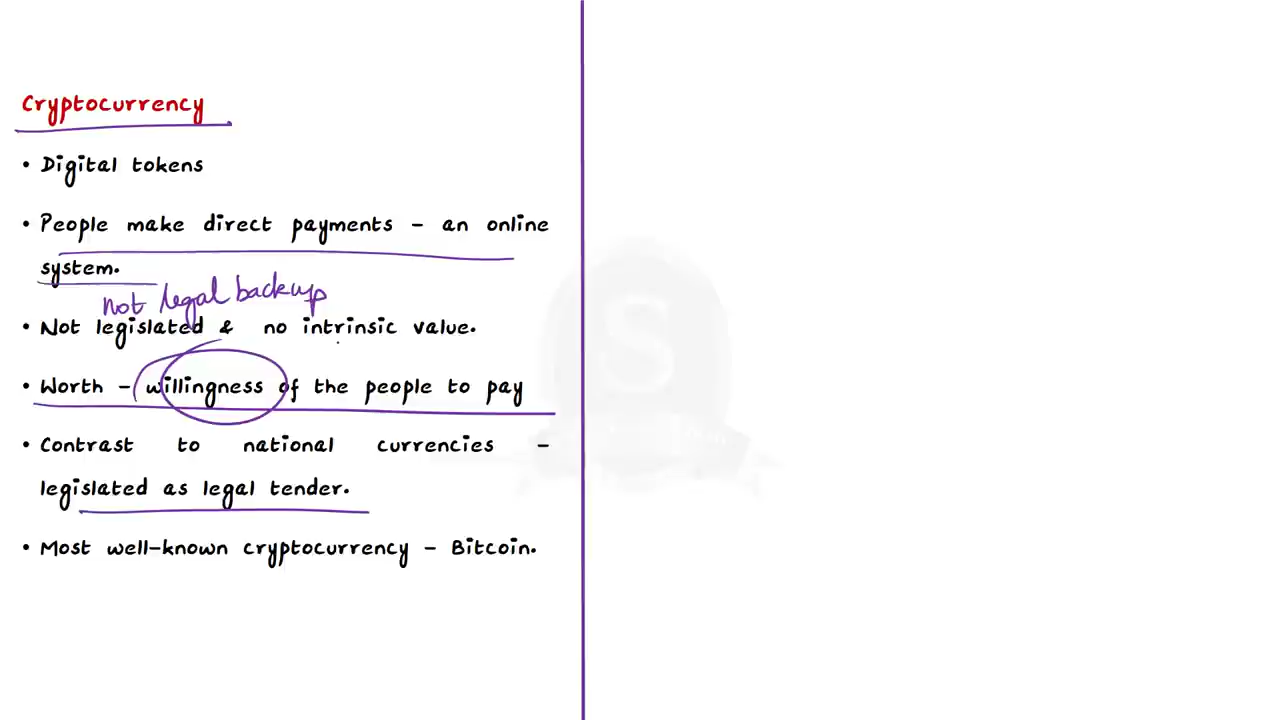 Cryptocurrency
• Digital tokens
• People make direct payments – an online
system.
not legal backup
• Not legislated & no intrinsic value.
• Worth – willingness of the people to pay
• Contrast to national currencies –
legislated as legal tender.
• Most well-known cryptocurrency – Bitcoin.